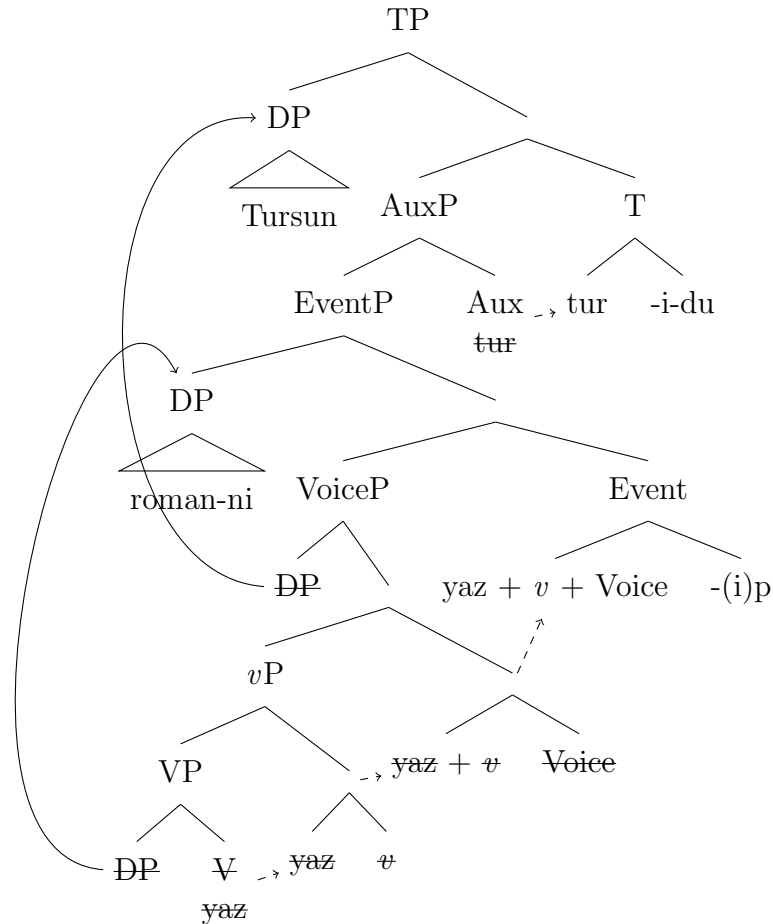 TP
DP
Tursun AuxP T
EventP Aux tur -i-du
tur
DP
roman-ni VoiceP Event
DP yaz + v + Voice -(i)p
vP
VP yaz + v Voice
DP V yaz v
yaz